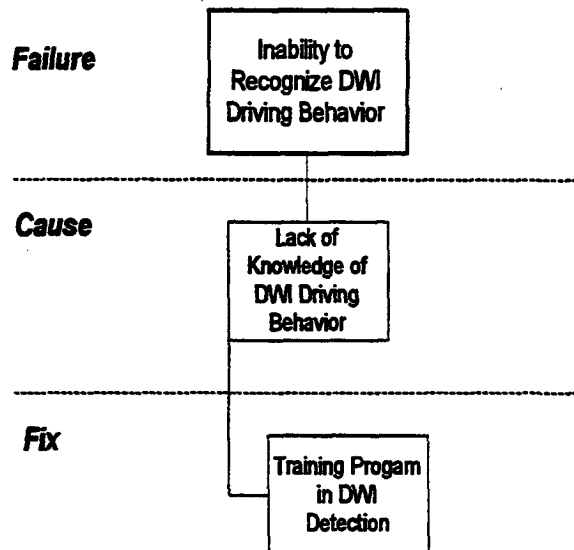 Failure
Inability to
Recognize DWI
Driving Behavior
Cause
Lack of
Knowledge of
DWI Driving
Behavior
Fix
Training Progam
in DWI
Detection